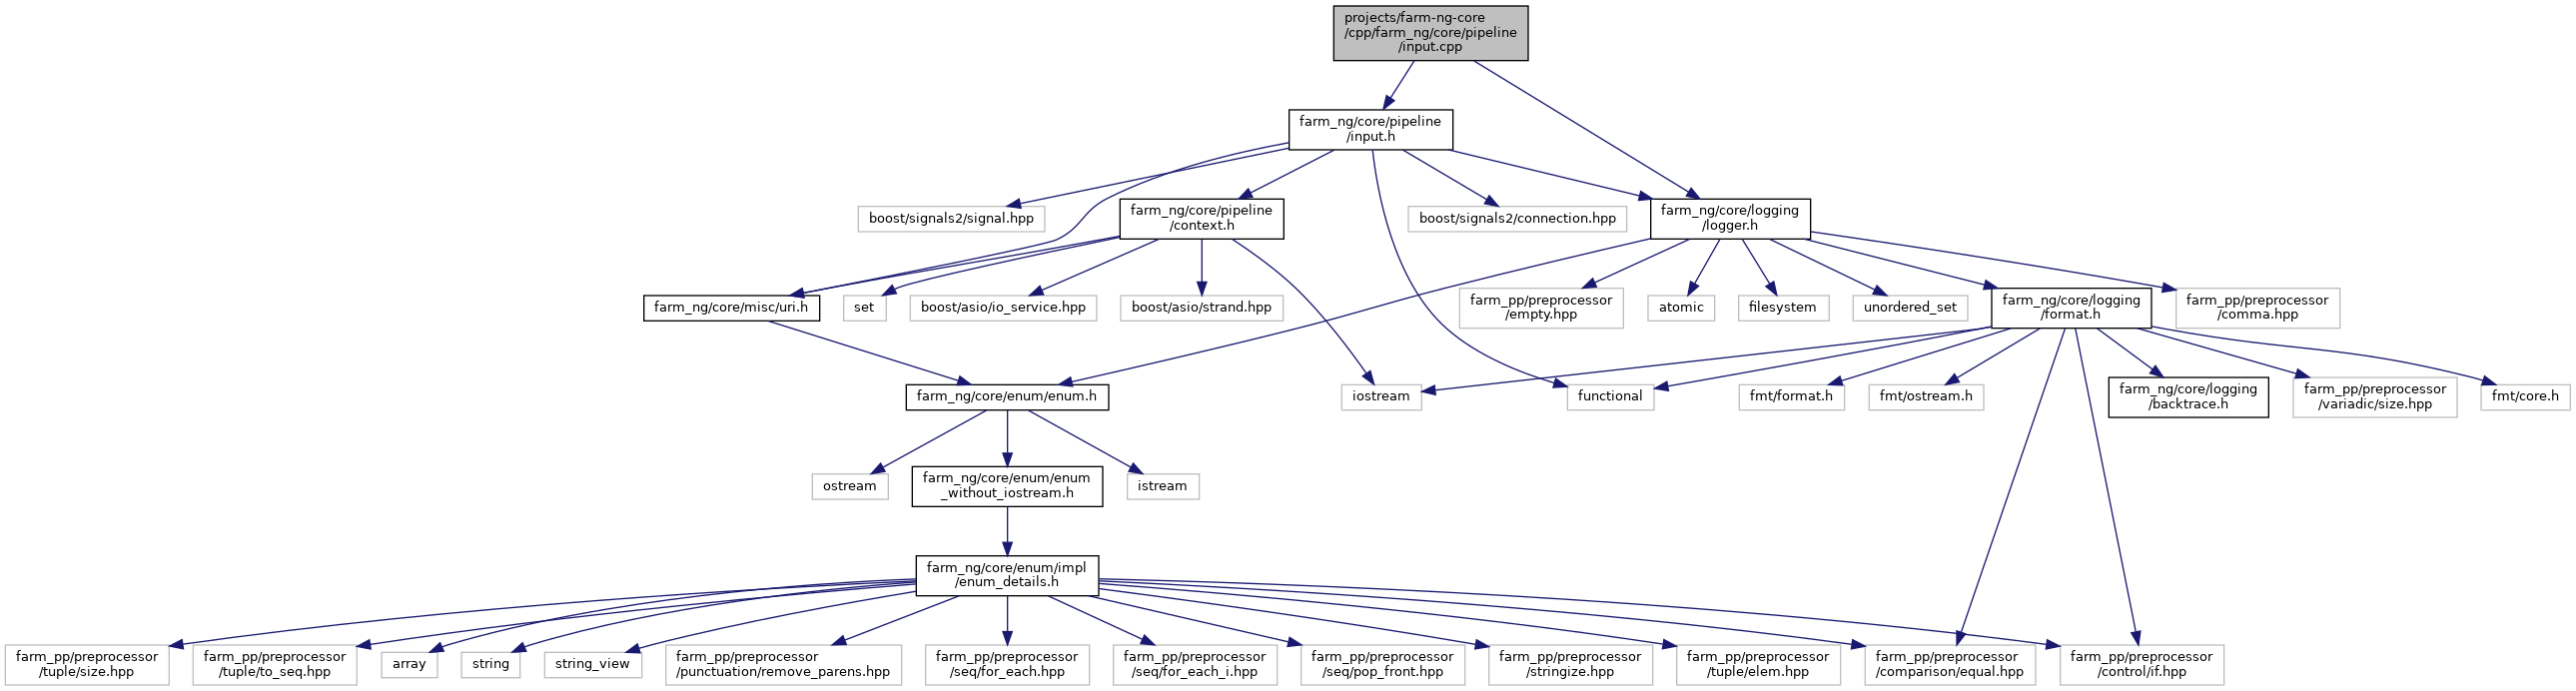 projects/farm-ng-core
/cpp/farm_ng/core/pipeline
/input.cpp
farm_ng/core/pipeline
/input.h
boost/signals2/signal.hpp
farm_ng/core/pipeline
/context.h
boost/signals2/connection.hpp
farm_ng/core/logging
/logger.h
farm_ng/core/misc/uri.h
set
boost/asio/io_service.hpp
boost/asio/strand.hpp
farm_pp/preprocessor
/empty.hpp
atomic
filesystem
unordered_set
farm_ng/core/logging
/format.h
farm_pp/preprocessor
/comma.hpp
farm_ng/core/enum/enum.h
iostream
functional
fmt/format.h
fmt/ostream.h
farm_ng/core/logging
/backtrace.h
farm_pp/preprocessor
/variadic/size.hpp
fmt/core.h
ostream
farm_ng/core/enum/enum
_without_iostream.h
istream
farm_ng/core/enum/impl
/enum_details.h
farm_pp/preprocessor
/tuple/size.hpp
farm_pp/preprocessor
/tuple/to_seq.hpp
array
string
string_view
farm_pp/preprocessor
/punctuation/remove_parens.hpp
farm_pp/preprocessor
/seq/for_each.hpp
farm_pp/preprocessor
/seq/for_each_i.hpp
farm_pp/preprocessor
/seq/pop_front.hpp
farm_pp/preprocessor
/stringize.hpp
farm_pp/preprocessor
/tuple/elem.hpp
farm_pp/preprocessor
/comparison/equal.hpp
farm_pp/preprocessor
/control/if.hpp